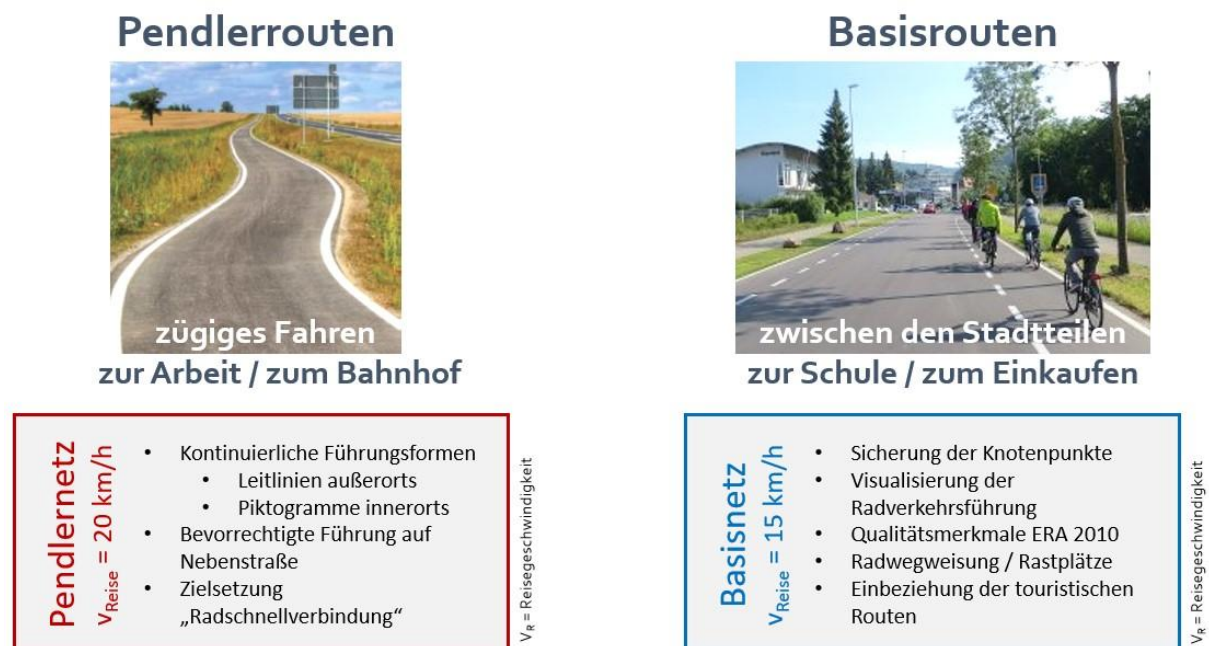 Pendlerrouten
zügiges Fahren
zur Arbeit / zum Bahnhof
Pendlernetz
vReise = 20 km/h
• Kontinuierliche Führungsformen
• Leitlinien außerorts
• Piktogramme innerorts
• Bevorrechtigte Führung auf
Nebenstraße
• Zielsetzung
„Radschnellverbindung“
VR = Reisegeschwindigkeit
Basisrouten
zwischen den Stadtteilen
zur Schule / zum Einkaufen
Basisnetz
vReise = 15 km/h
• Sicherung der Knotenpunkte
• Visualisierung der
Radverkehrsführung
• Qualitätsmerkmale ERA 2010
• Radwegweisung / Rastplätze
• Einbeziehung der touristischen
Routen
VR = Reisegeschwindigkeit